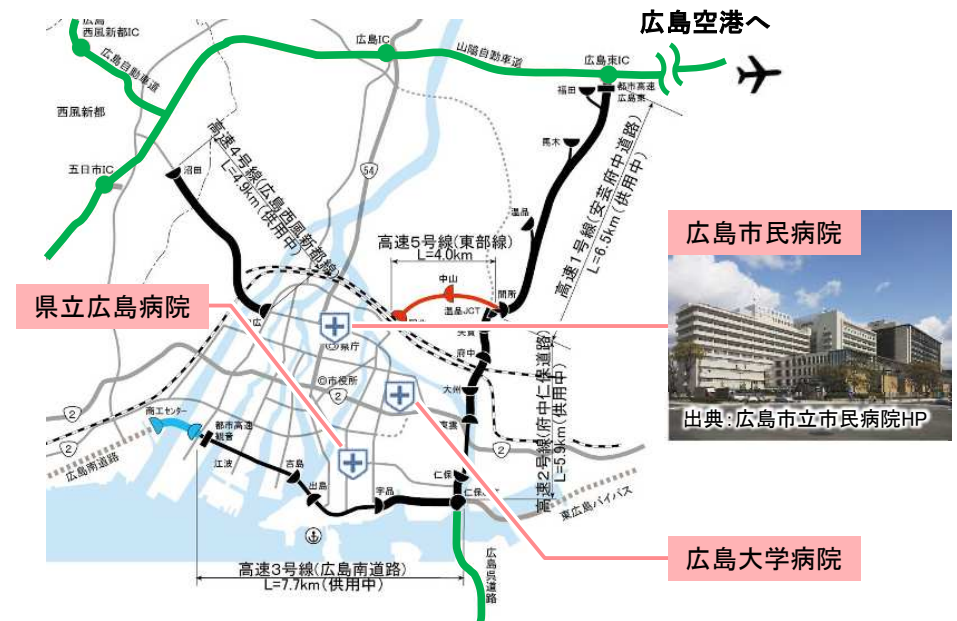 広島空港へ
広島
西風新都IC
広島自動車道
広島IC
山陽自動車道
広島東IC
福田
都市高速
広島東
西風新都
馬木
五日市IC
沼田
54
高速4号線(広島西風新都線)
L=4.9km(供用中)
温品
高速1号線(安芸府中道路)
L=6.5km(供用中)
高速5号線(東部線)
L=4.0km
中山
間所
温品JCT
広島市民病院
県立広島病院
◎県庁
府中
◎市役所
2
大州
高速2号線(府中仁保道路)
L=5.9km(供用中)
2
商工センター
都市高速
観音
東雲
出典：広島市立市民病院HP
2
2
広島南道路
江波
吉島
出島
宇品
仁保
東広島バイパス
高速3号線(広島南道路)
L=7.7km(供用中)
広島呉道路
広島大学病院